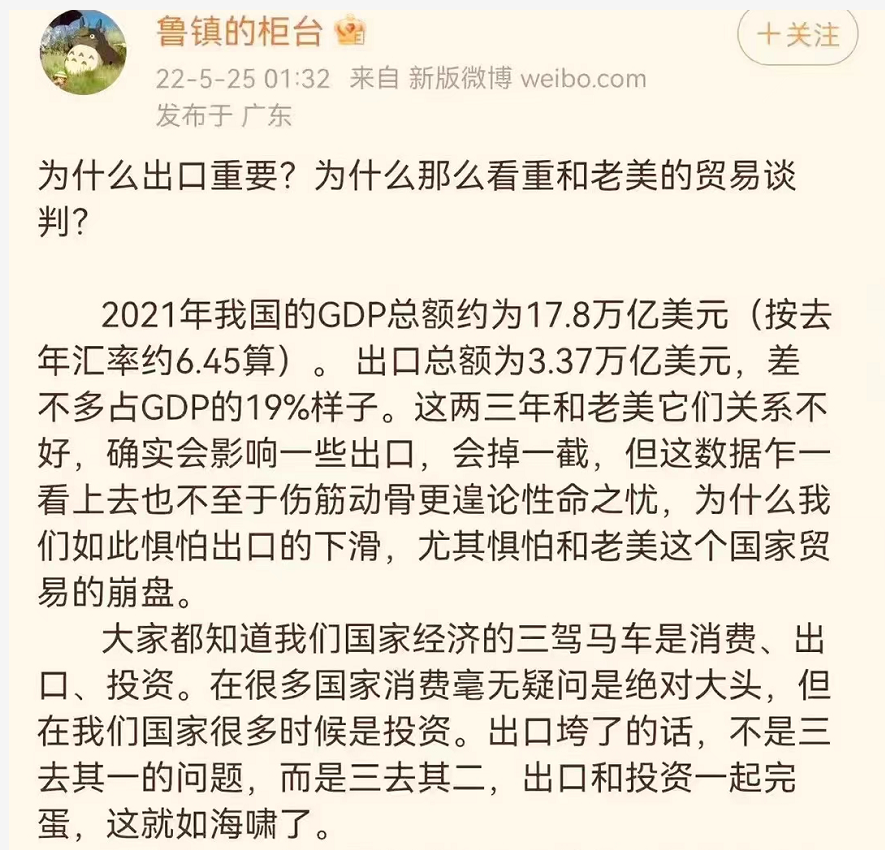 鲁镇的柜台
+关注
22-5-25 01:32 来自 新版微博 weibo.com
发布于 广东
为什么出口重要？为什么那么看重和老美的贸易谈
判？
2021年我国的GDP总额约为17.8万亿美元（按去
年汇率约6.45算）。 出口总额为3.37万亿美元，差
不多占GDP的19%样子。这两三年和老美它们关系不
好，确实会影响一些出口，会掉一截，但这数据乍一
看上去也不至于伤筋动骨更遑论性命之忧，为什么我
们如此惧怕出口的下滑，尤其惧怕和老美这个国家贸
易的崩盘。
大家都知道我们国家经济的三驾马车是消费、出
口、投资。在很多国家消费毫无疑问是绝对大头，但
在我们国家很多时候是投资。出口垮了的话，不是三
去其一的问题，而是三去其二，出口和投资一起完
蛋，这就如海啸了。